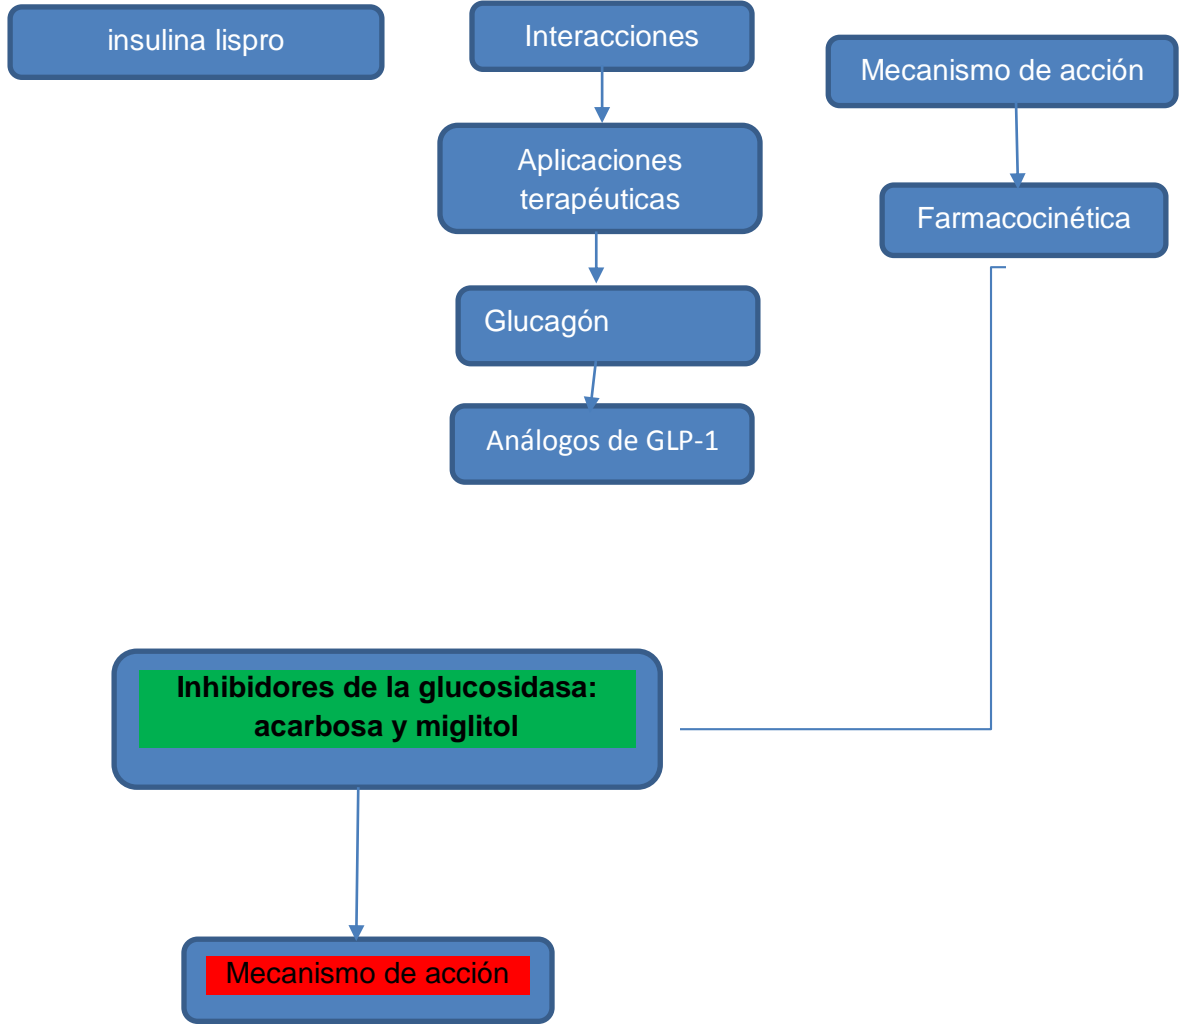 insulina lispro
Interacciones
Mecanismo de acción
Aplicaciones
terapéuticas
Farmacocinética
Glucagón
Análogos de GLP-1
Inhibidores de la glucosidasa:
acarbosa y miglitol
Mecanismo de acción